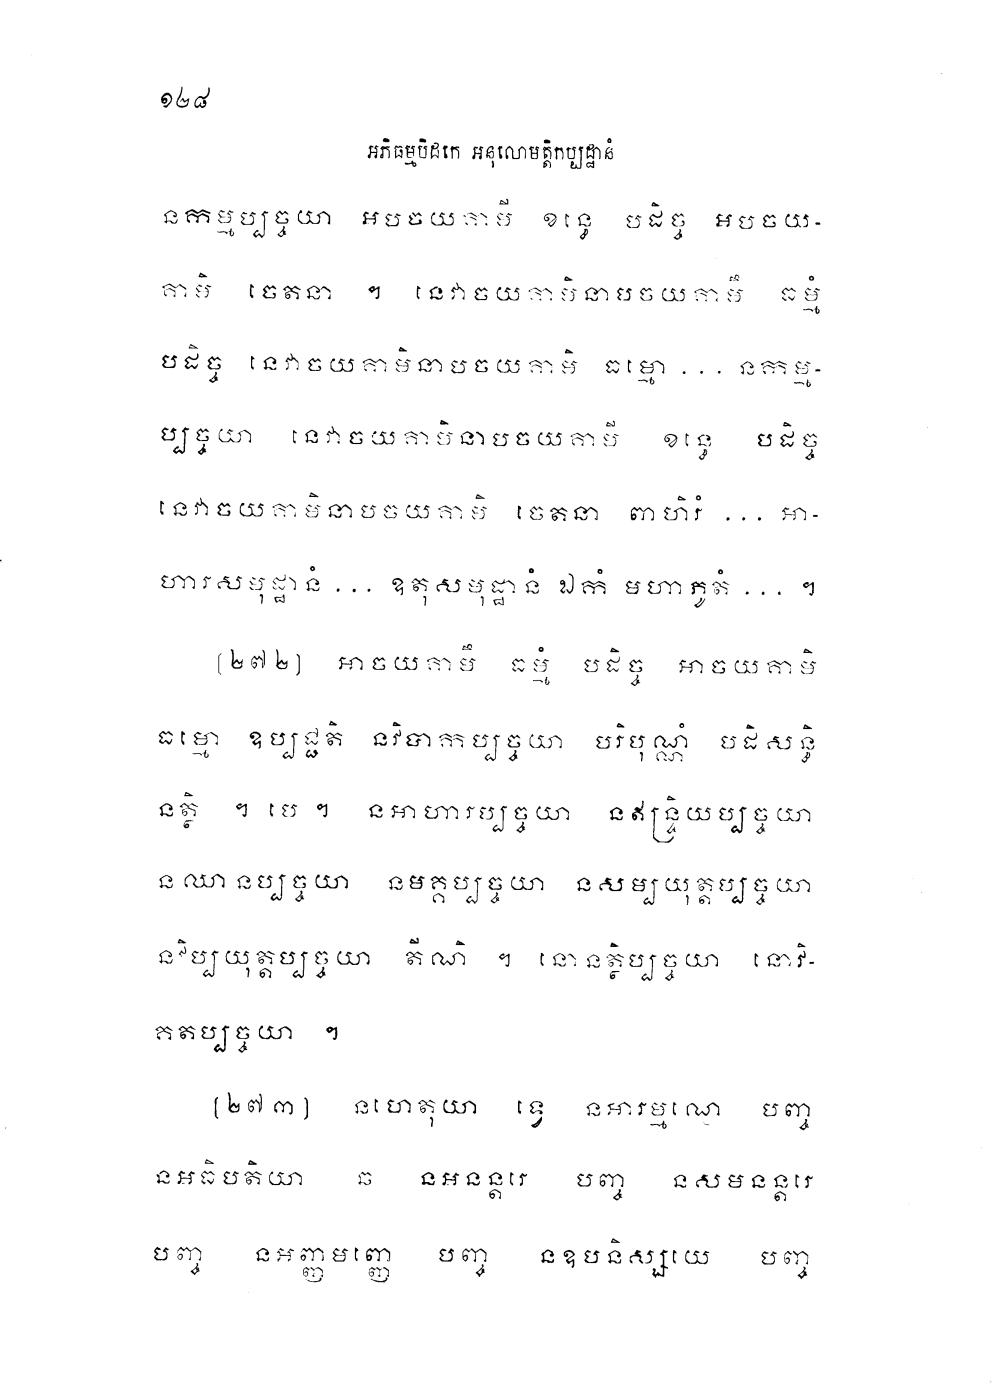 ១២៨
អភិធម្មបិដកេ អនុលោមត្តិកប្បដ្ឋានំ
នកម្មប្បច្ចយា អបចយគាមី ខន្ធេ បដិច្ច អបចយ-
គាមិ ចេតនា ។ នេវាចយគាមិនាបចយគាមឹ ធម្មំ
បដិច្ច នេវាចយគាមិនាបចយគាមិ ធម្មោ ... នកម្ម-
ប្បច្ចយា នេវាចយគាមិនាបចយគាមី ខន្ធេ បដិច្ច
នេវាចយគាមិនាបចយគាមិ ចេតនា ពាហិរំ ... អា-
ហារសមុដ្ឋានំ ... ឧតុសមុដ្ឋានំ ឯកំ មហាភូតំ ... ។
(២៧២) អាចយគាមឹ ធម្មំ បដិច្ច អាចយគាមិ
ធម្មោ ឧប្បជ្ជតិ នវិបាកប្បច្ចយា បរិបុណ្ណំ បដិសន្ធិ
នត្ថិ ។ បេ ។ នអាហារប្បច្ចយា នឥន្ទ្រិយប្បច្ចយា
នឈានប្បច្ចយា នមគ្គប្បច្ចយា នសម្បយុត្តប្បច្ចយា
នវិប្បយុត្តប្បច្ចយា តីណិ ។ នោនត្ថិប្បច្ចយា នោវិ-
គតប្បច្ចយា ។
(២៧៣) នហេតុយា ទ្វេ នអារម្មណេ បញ្ច
នអធិបតិយា ឆ នអនន្តរេ បញ្ច នសមនន្តរេ
បញ្ច នអញ្ញមញ្ញេ បញ្ច នឧបនិស្សយេ បញ្ច